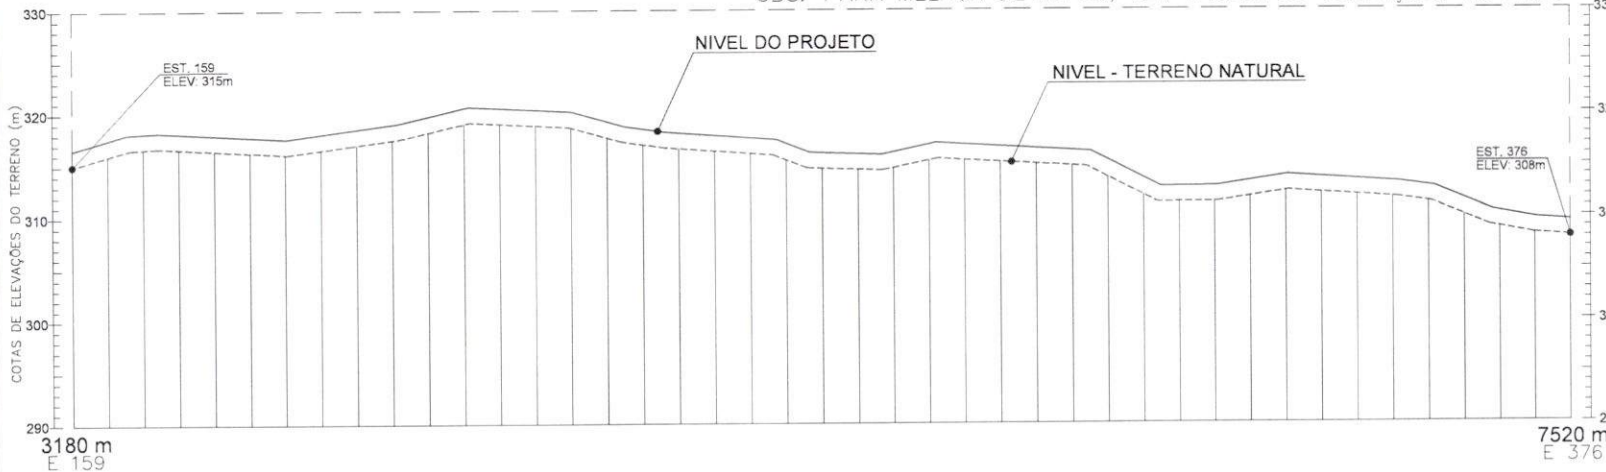 330
NIVEL DO PROJETO
EST. 159
ELEV: 315m
NIVEL - TERRENO NATURAL
320
EST. 376
ELEV: 308m
310
300
290
COTAS DE ELEVAÇÕES DO TERRENO (m)
3180 m
E 159
7520 m
E 376